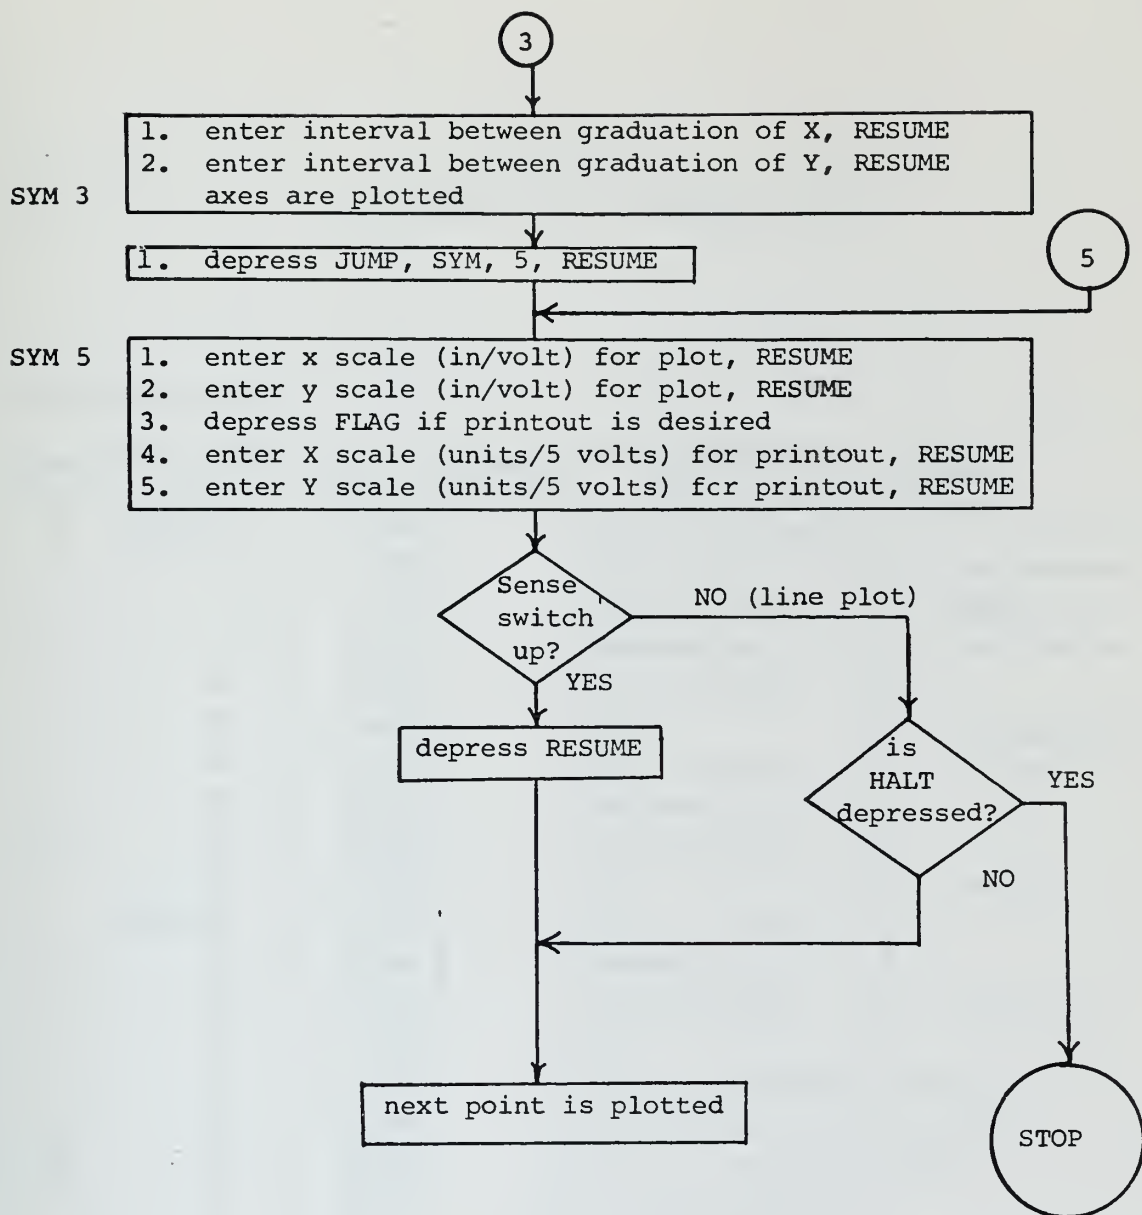 3
1. enter interval between graduation of X, RESUME
2. enter interval between graduation of Y, RESUME
SYM 3 axes are plotted
1. depress JUMP, SYM, 5, RESUME
5
SYM 5 1. enter x scale (in/volt) for plot, RESUME
2. enter y scale (in/volt) for plot, RESUME
3. depress FLAG if printout is desired
4. enter X scale (units/5 volts) for printout, RESUME
5. enter Y scale (units/5 volts) fcr printout, RESUME
Sense
switch
up?
NO (line plot)
YES
depress RESUME
is
HALT
depressed?
YES
NO
next point is plotted
STOP